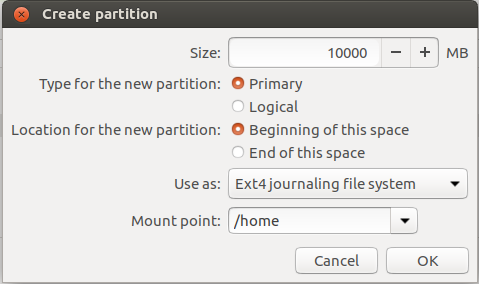 Create partition
Size: 10000 − + MB
Type for the new partition: Primary
Logical
Location for the new partition: Beginning of this space
End of this space
Use as: Ext4 journaling file system
Mount point: /home
Cancel OK